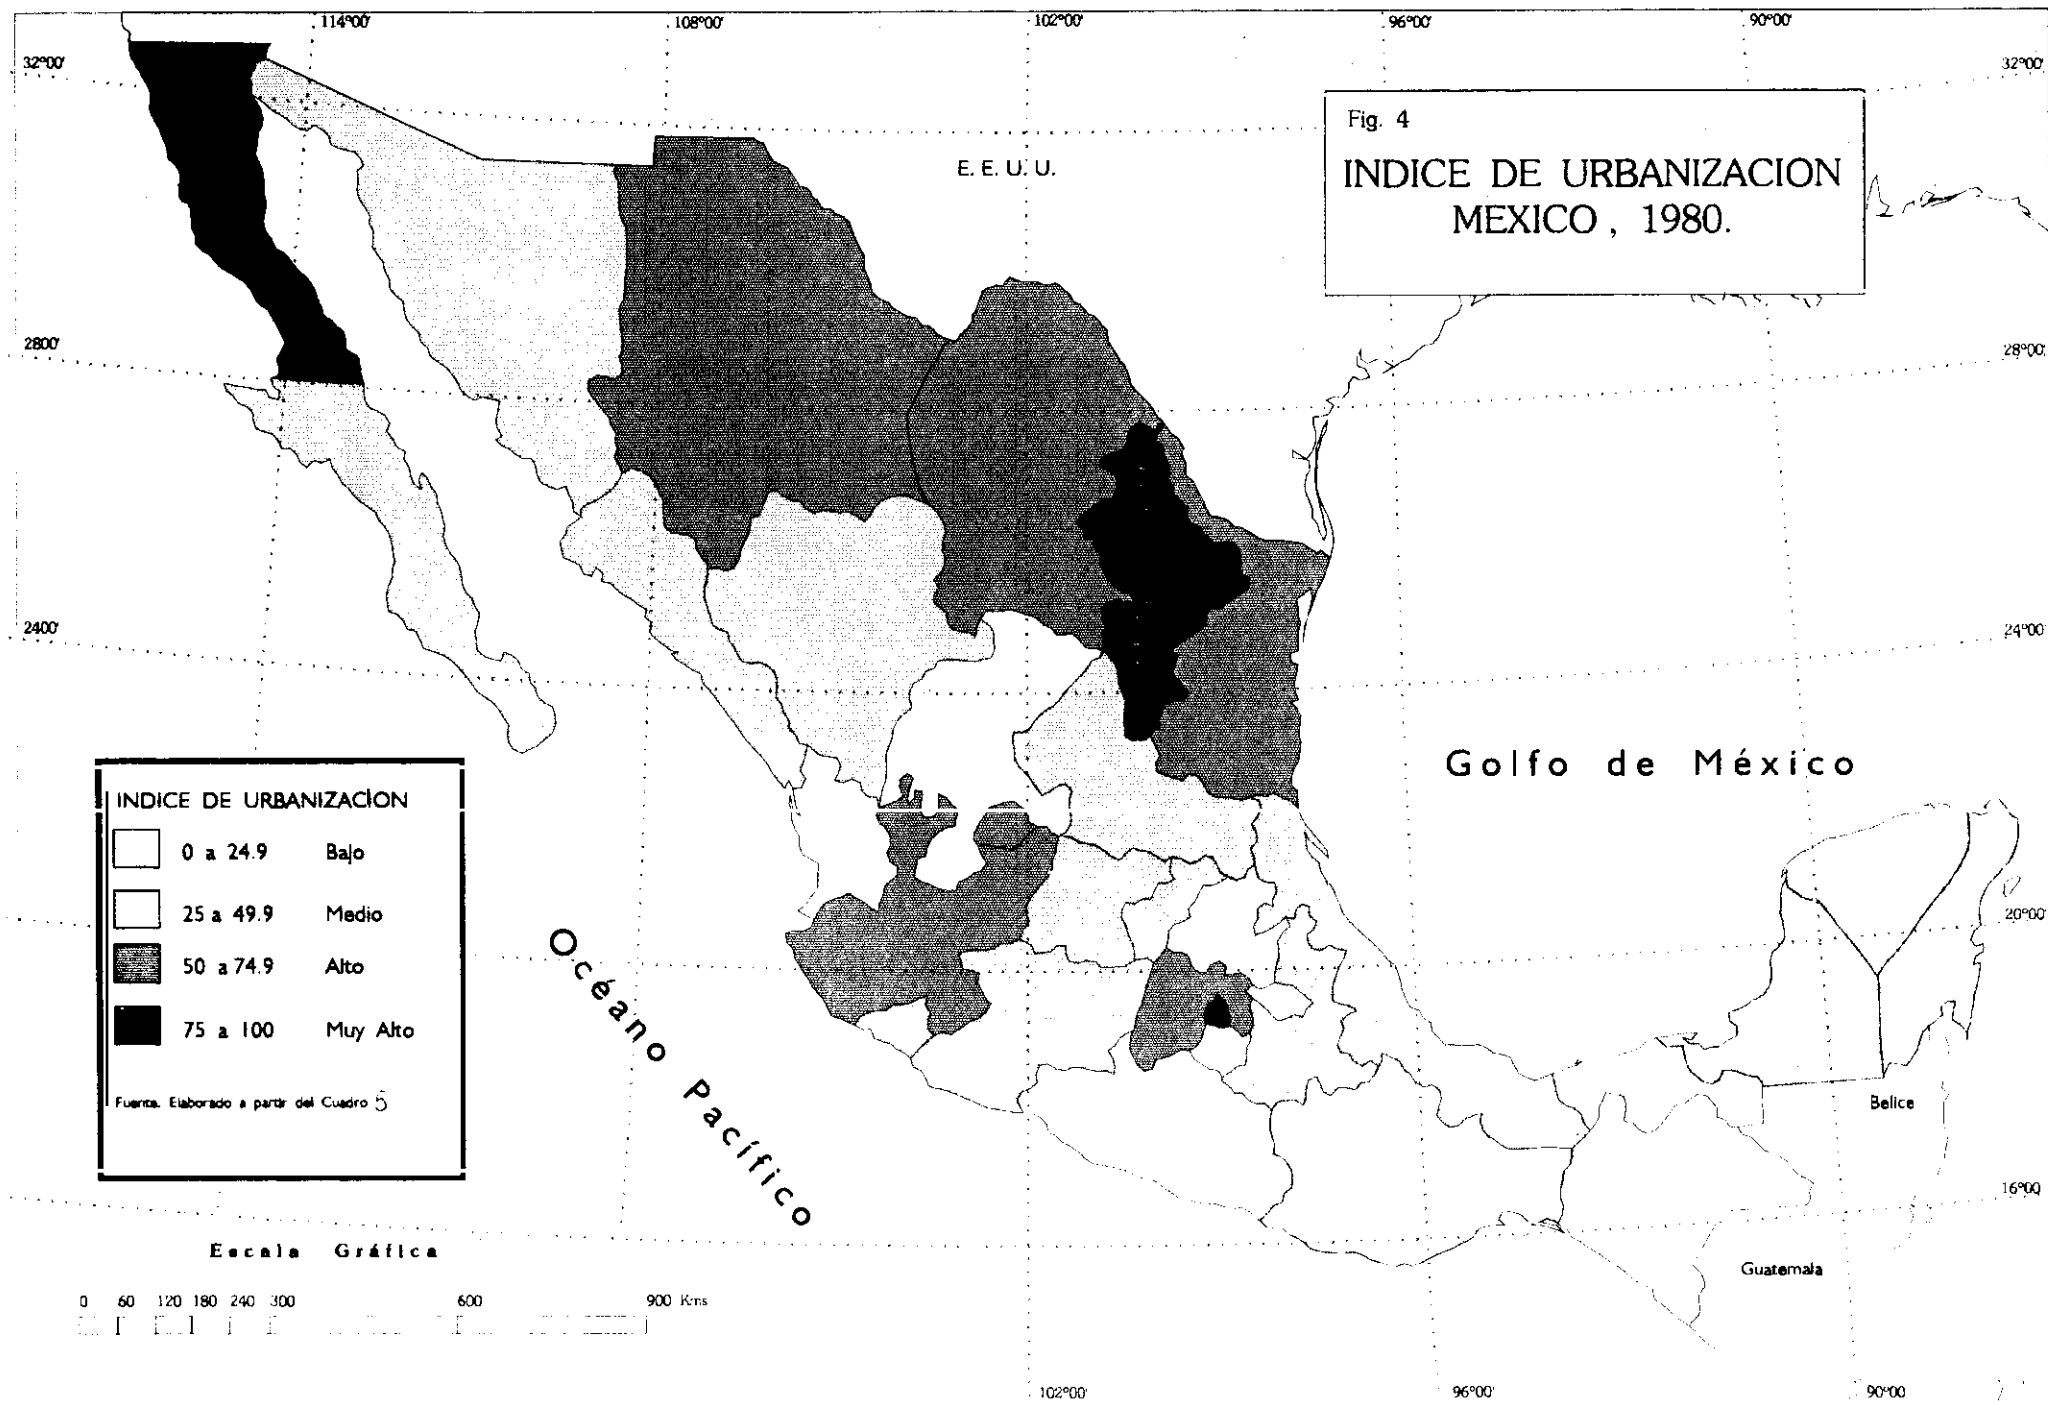 114°00'
108°00'
102°00'
96°00'
90°00'
32°00'
32°00'
Fig. 4
INDICE DE URBANIZACION
MEXICO , 1980.
E. E. U. U.
2800'
28°00'
2400'
24°00'
Golfo de México
INDICE DE URBANIZACION
0 a 24.9 Bajo
25 a 49.9 Medio
50 a 74.9 Alto
75 a 100 Muy Alto
Fuente. Elaborado a partir del Cuadro 5
20°00'
Océano Pacífico
Belice
16°00'
Guatemala
Escala Gráfica
0 60 120 180 240 300 600 900 Kms
102°00'
96°00'
90°00'